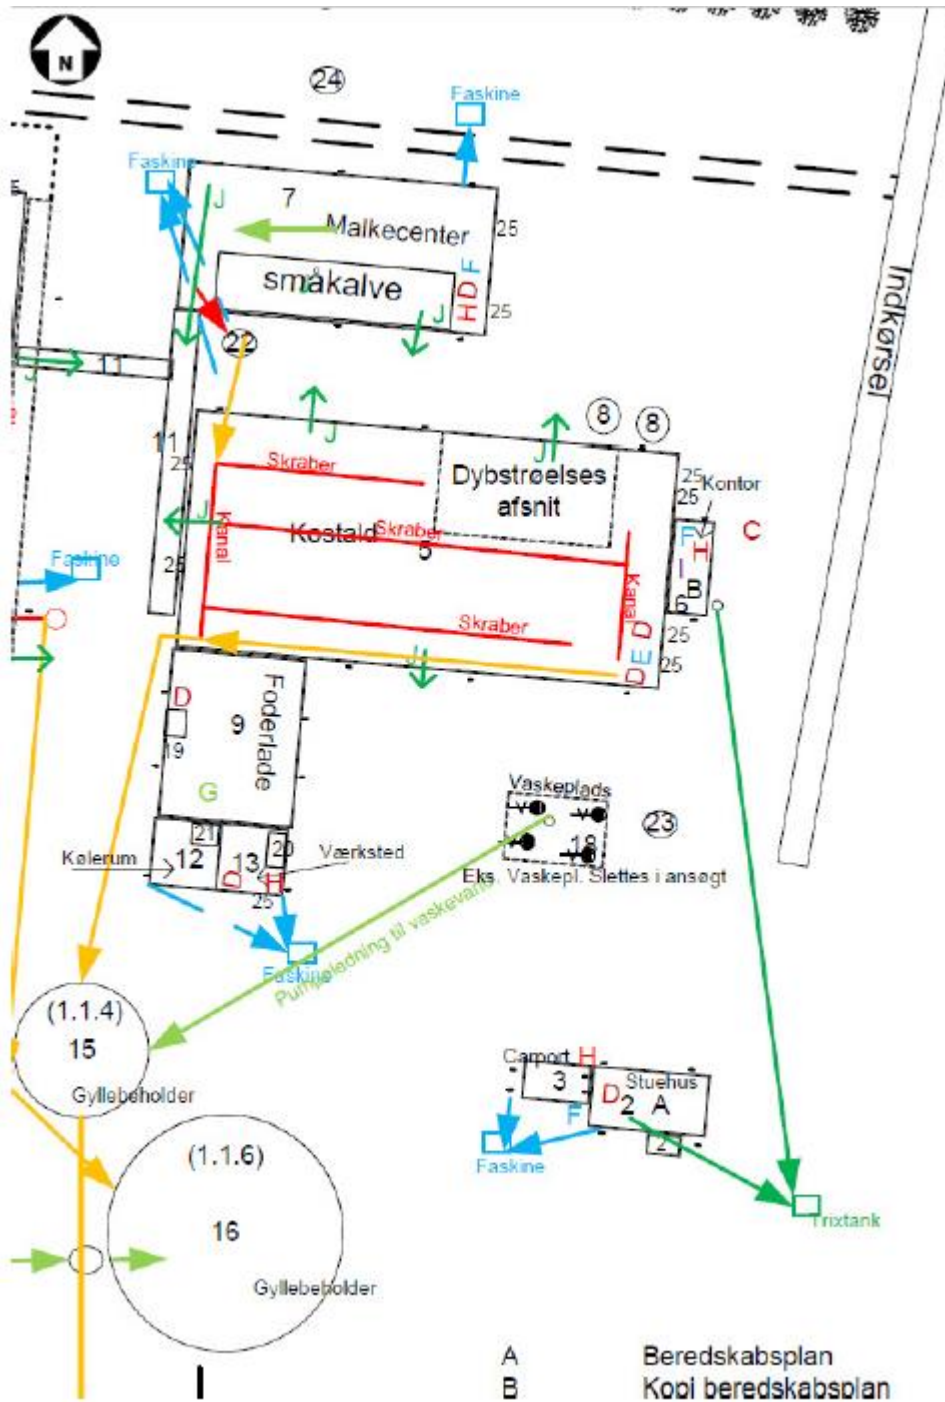 N
24
Faskine
Faskine
J
7
Malkecenter
25
småkalve
J
F
D
H
25
J
22
Indkørsel
11
J
8
8
J
J
11
25
Skraber
Dybstrøelses
afsnit
25
25
Kontor
J
Kanal
Kostald
Skraber
5
F
H
I
B
6
C
Faskine
25
Kanal
D
E
D
Skraber
25
25
D
Foderlade
9
19
G
Vaskeplads
23
18
Eks. Vaskepl. Slettes i ansøgt
21
20
Kølerum
12
13
Værksted
D
H
25
Faskine
Pumpeledning til vaskevand
(1.1.4)
15
Gyllebeholder
Carport
H
3
Stuehus
D
2
A
F
2
Faskine
(1.1.6)
16
Gyllebeholder
Trixtank
A Beredskabsplan
B Kopi beredskabsplan